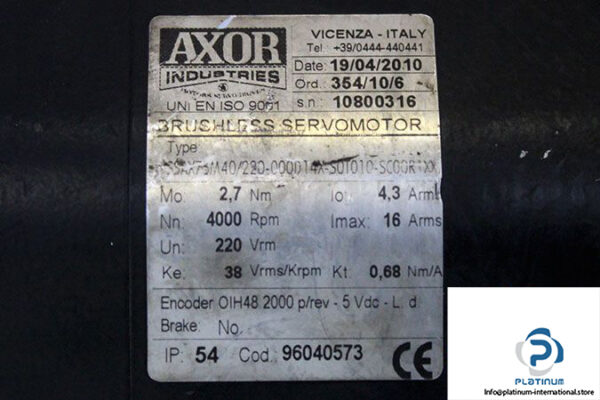 AXOR
INDUSTRIES
UNI EN ISO 9001
VICENZA - ITALY
Tel +39/0444-440441
Date: 19/04/2010
Ord.: 354/10/6
s.n.: 10800316
BRUSHLESS SERVOMOTOR
Type
Mo: 2,7 Nm Io: 4,3 Arms
Nn: 4000 Rpm Imax: 16 Arms
Un: 220 Vrm
Ke: 38 Vrms/Krpm Kt: 0,68 Nm/A
Encoder OIH48 2000 p/rev - 5 Vdc - L. d.
Brake: No
IP: 54 Cod.: 96040573 CE
P
PLATINUM
Info@platinum-international.store